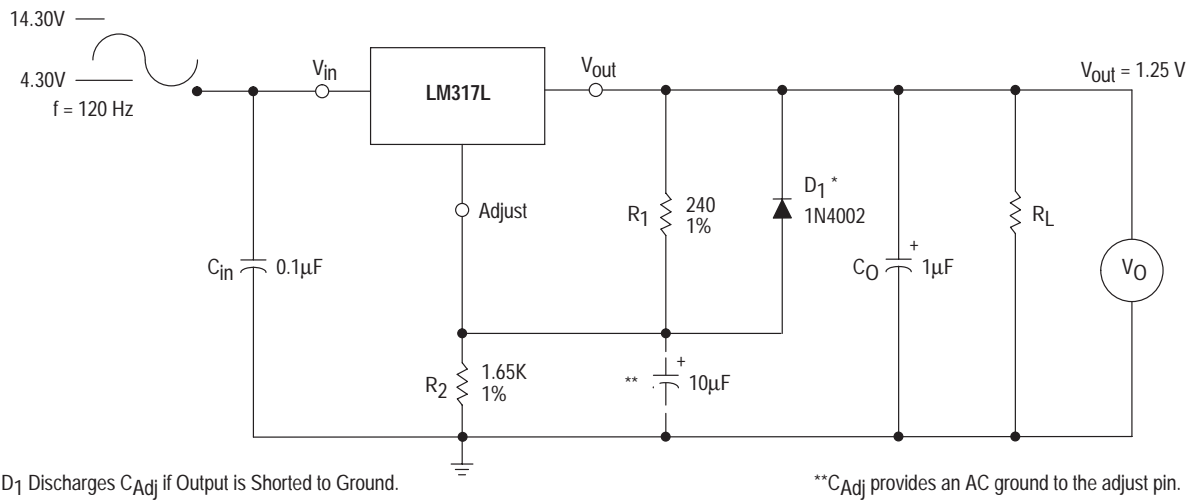 14.30V
4.30V
f = 120 Hz
Vin
LM317L
Vout
Vout = 1.25 V
Adjust
R1
240
1%
D1 *
1N4002
RL
VO
Cin
0.1μF
CO
+
1μF
R2
1.65K
1%
**
+
10μF
D1 Discharges CAdj if Output is Shorted to Ground.
**CAdj provides an AC ground to the adjust pin.